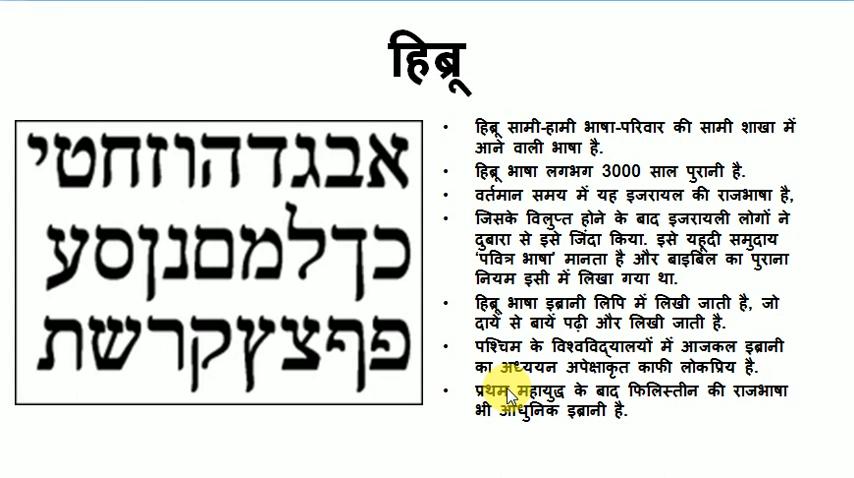 हिब्रू
אבגדהוזחטי
כךלמםנןסע
פףצץקרשת
• हिब्रू सामी-हामी भाषा-परिवार की सामी शाखा में
आने वाली भाषा है.
• हिब्रू भाषा लगभग 3000 साल पुरानी है.
• वर्तमान समय में यह इजरायल की राजभाषा है,
• जिसके विलुप्त होने के बाद इजरायली लोगों ने
दुबारा से इसे जिंदा किया. इसे यहूदी समुदाय
'पवित्र भाषा' मानता है और बाइबिल का पुराना
नियम इसी में लिखा गया था.
• हिब्रू भाषा इब्रानी लिपि में लिखी जाती है, जो
दायें से बायें पढ़ी और लिखी जाती है.
• पश्चिम के विश्वविद्यालयों में आजकल इब्रानी
का अध्ययन अपेक्षाकृत काफी लोकप्रिय है.
• प्रथम महायुद्ध के बाद फिलिस्तीन की राजभाषा
भी आधुनिक इब्रानी है.